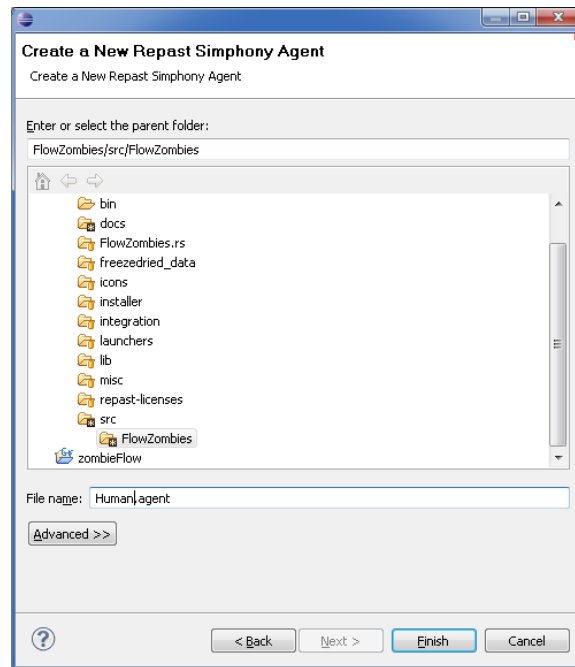 Create a New Repast Simphony Agent
Create a New Repast Simphony Agent
Enter or select the parent folder:
FlowZombies/src/FlowZombies
bin
docs
FlowZombies.rs
freezedried_data
icons
installer
integration
launchers
lib
misc
repast-licenses
src
FlowZombies
zombieFlow
File name: Human.agent
Advanced >>
? < Back Next > Finish Cancel